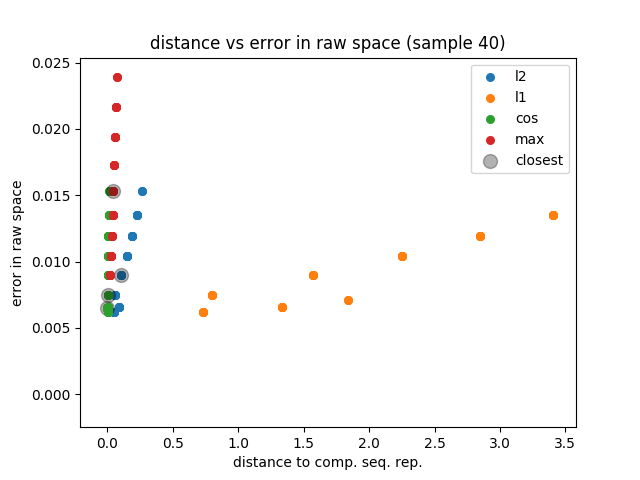 distance vs error in raw space (sample 40)
error in raw space
0.025
0.020
0.015
0.010
0.005
0.000
l2
l1
cos
max
closest
0.0 0.5 1.0 1.5 2.0 2.5 3.0 3.5
distance to comp. seq. rep.